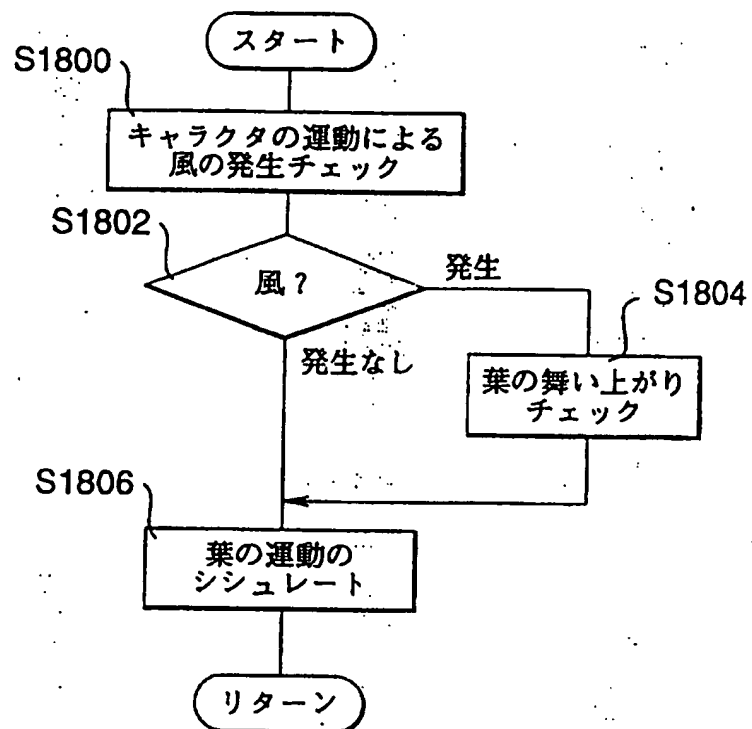 スタート
S1800
キャラクタの運動による
風の発生チェック
S1802
風?
発生
S1804
発生なし
葉の舞い上がり
チェック
S1806
葉の運動の
シシュレート
リターン